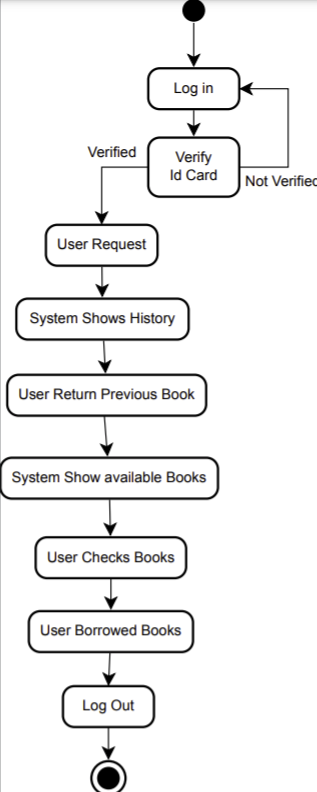 Log in
Verified
Verify
Id Card
Not Verified
User Request
System Shows History
User Return Previous Book
System Show available Books
User Checks Books
User Borrowed Books
Log Out